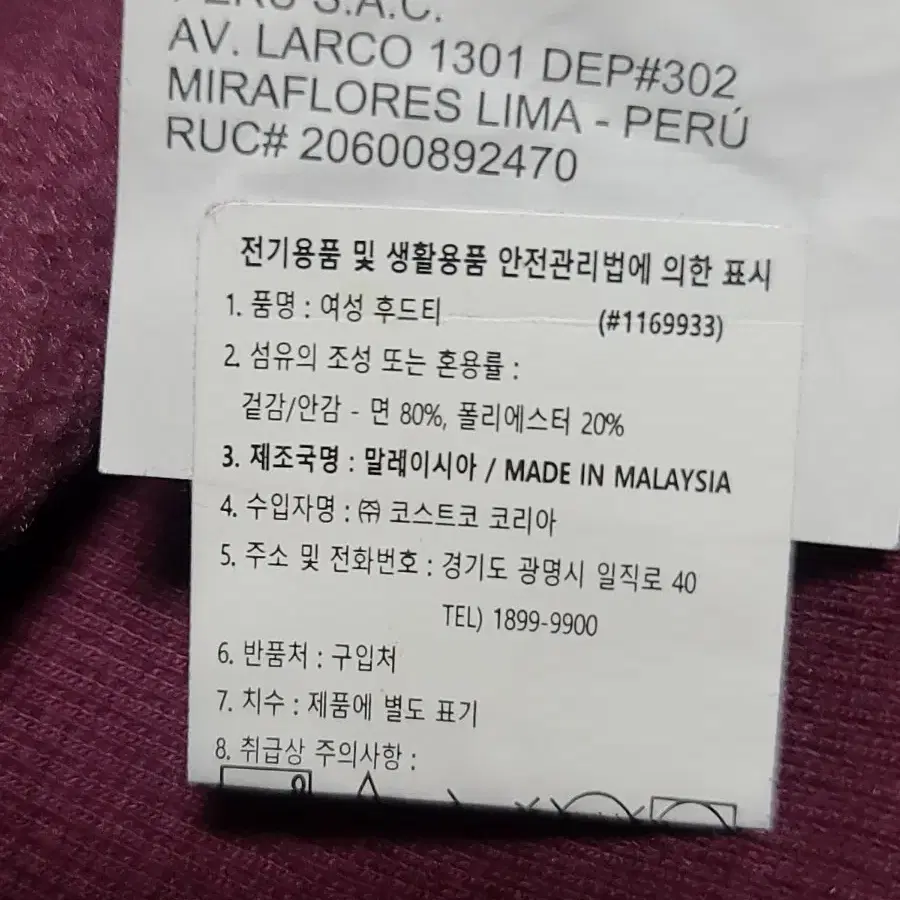 PERU S.A.C.
AV. LARCO 1301 DEP#302
MIRAFLORES LIMA - PERÚ
RUC# 20600892470
전기용품 및 생활용품 안전관리법에 의한 표시
1. 품명 : 여성 후드티 (#1169933)
2. 섬유의 조성 또는 혼용률 :
겉감/안감 - 면 80%, 폴리에스터 20%
3. 제조국명 : 말레이시아 / MADE IN MALAYSIA
4. 수입자명 : ㈜ 코스트코 코리아
5. 주소 및 전화번호 : 경기도 광명시 일직로 40
TEL) 1899-9900
6. 반품처 : 구입처
7. 치수 : 제품에 별도 표기
8. 취급상 주의사항 :